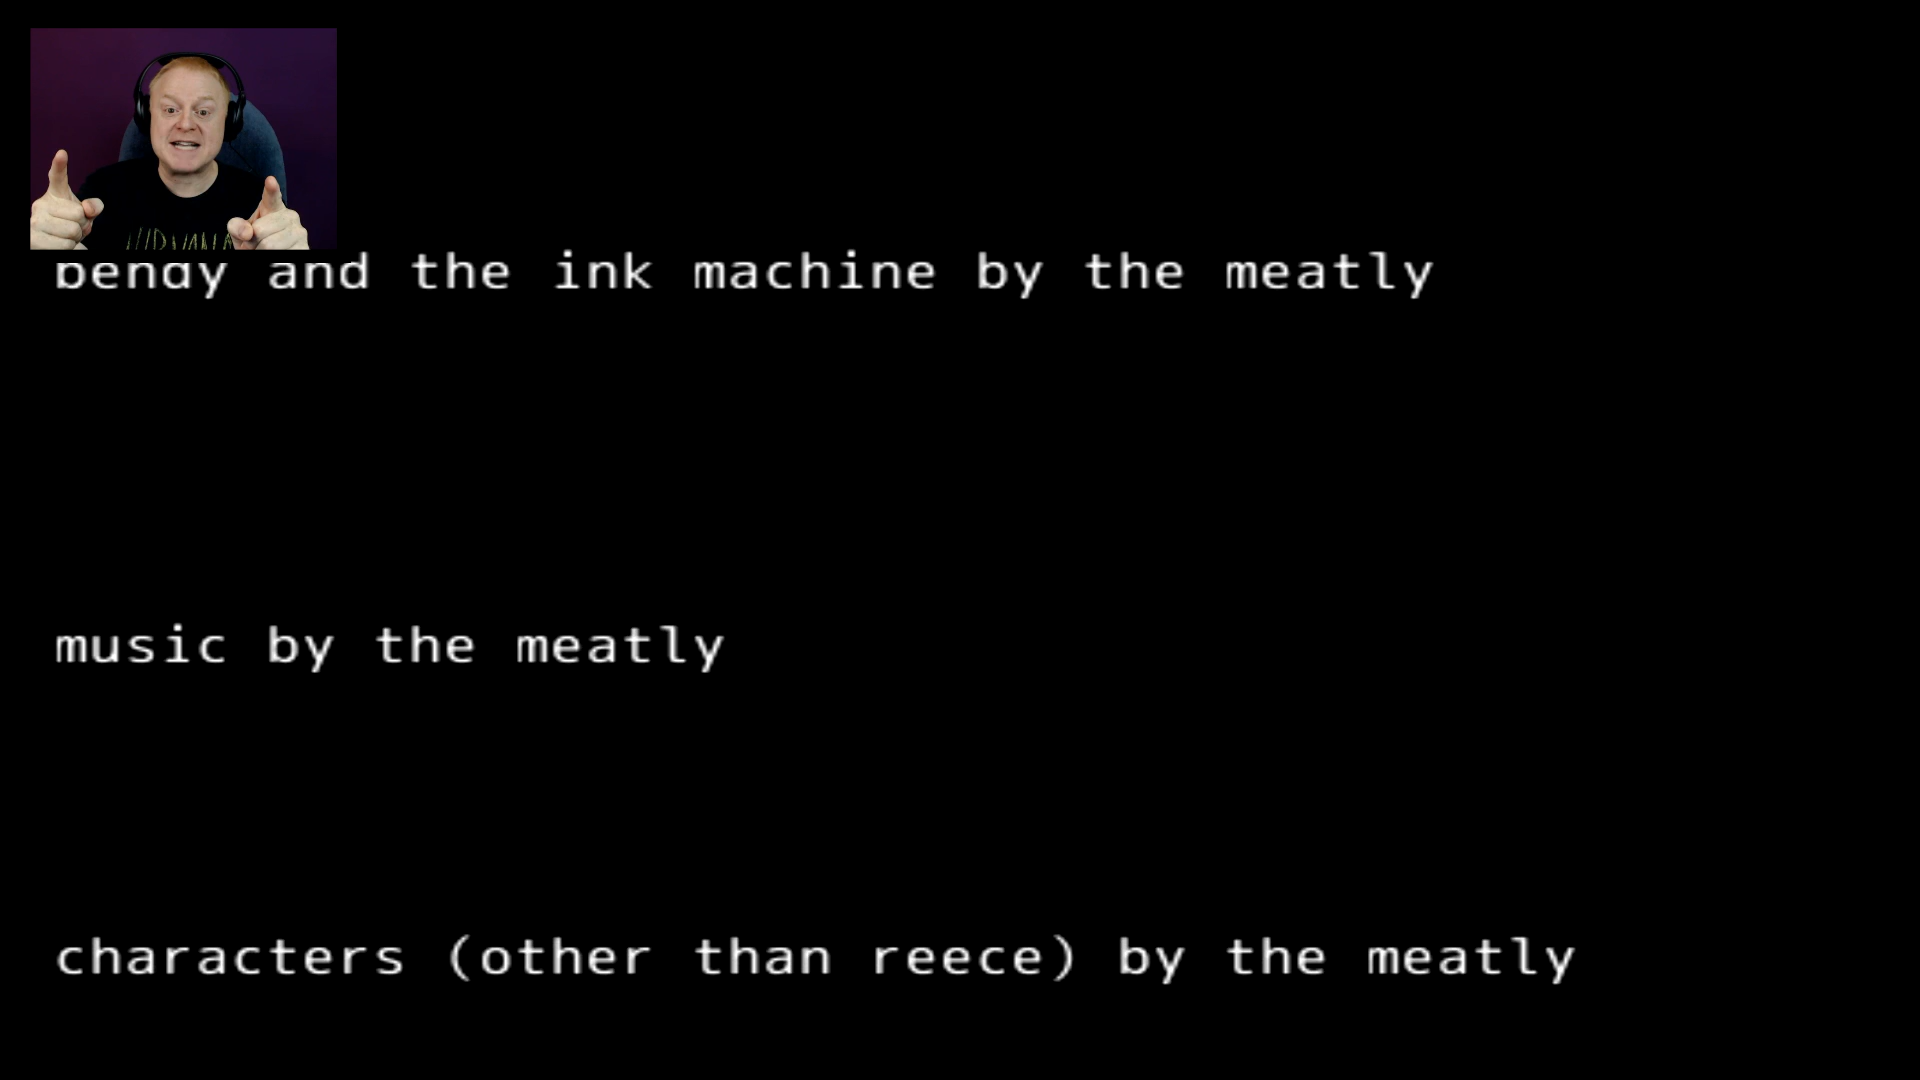 NIRVANA
bendy and the ink machine by the meatly
music by the meatly
characters (other than reece) by the meatly